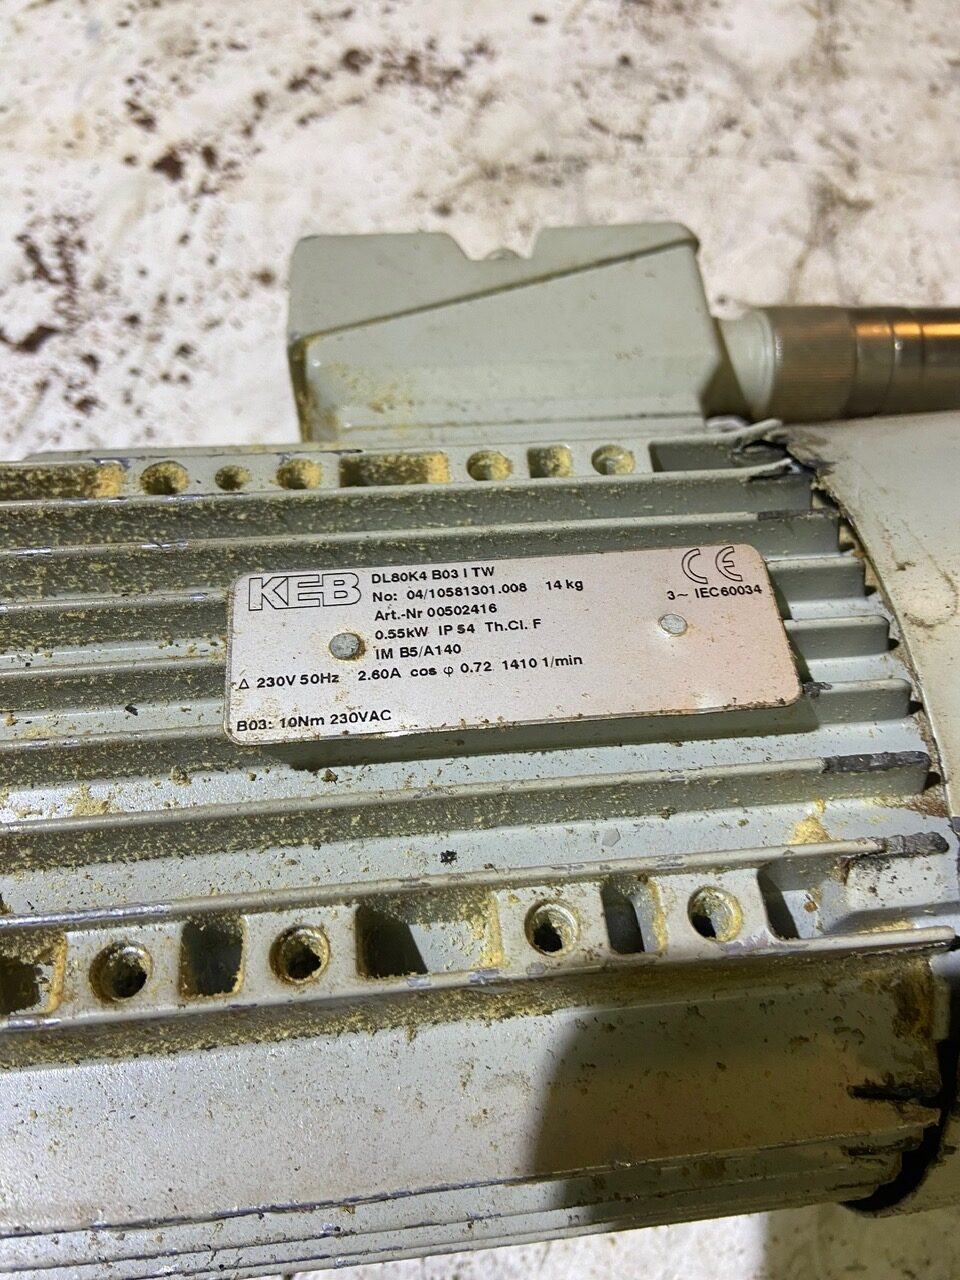 KEB DL80K4 B03 I TW
No: 04/10581301.008 14 kg
CE
3~ IEC60034
Art.-Nr 00502416
0.55kW IP 54 Th.Cl. F
IM B5/A140
Δ 230V 50Hz 2.60A cos φ 0.72 1410 1/min
B03: 10Nm 230VAC